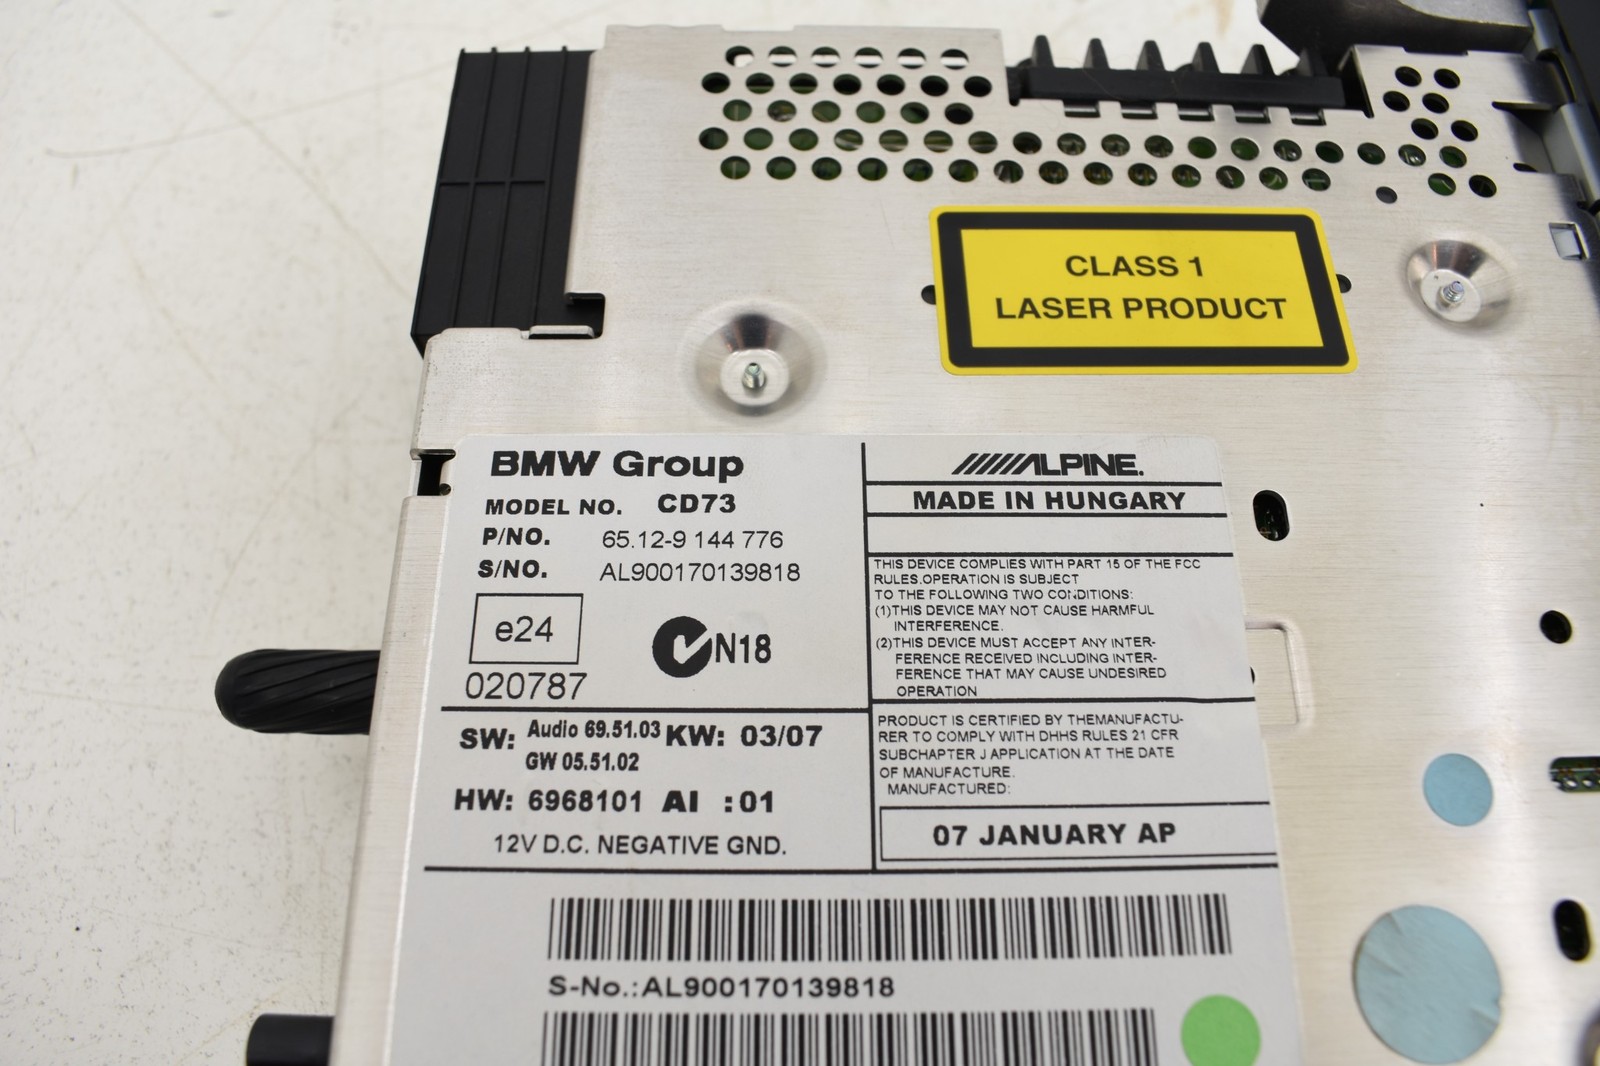 CLASS 1
LASER PRODUCT
BMW Group
MODEL NO. CD73
P/NO. 65.12-9 144 776
S/NO. AL900170139818
e24
020787
N18
SW: Audio 69.51.03 KW: 03/07
GW 05.51.02
HW: 6968101 AI :01
12V D.C. NEGATIVE GND.
ALPINE.
MADE IN HUNGARY
THIS DEVICE COMPLIES WITH PART 15 OF THE FCC
RULES.OPERATION IS SUBJECT
TO THE FOLLOWING TWO CONDITIONS:
(1)THIS DEVICE MAY NOT CAUSE HARMFUL
INTERFERENCE.
(2)THIS DEVICE MUST ACCEPT ANY INTER-
FERENCE RECEIVED INCLUDING INTER-
FERENCE THAT MAY CAUSE UNDESIRED
OPERATION
PRODUCT IS CERTIFIED BY THEMANUFACTU-
RER TO COMPLY WITH DHHS RULES 21 CFR
SUBCHAPTER J APPLICATION AT THE DATE
OF MANUFACTURE.
MANUFACTURED:
07 JANUARY AP
S-No.:AL900170139818